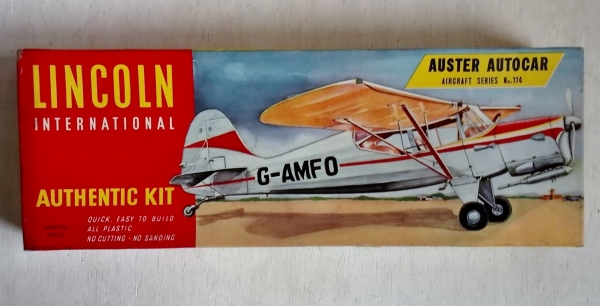 LINCOLN
INTERNATIONAL
AUTHENTIC KIT
QUICK, EASY TO BUILD
ALL PLASTIC
NO CUTTING · NO SANDING
AUSTER AUTOCAR
AIRCRAFT SERIES No. 114
G-AMFO